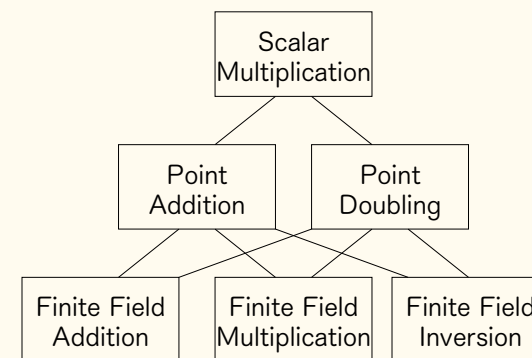 Scalar
Multiplication
Point
Addition
Point
Doubling
Finite Field
Addition
Finite Field
Multiplication
Finite Field
Inversion